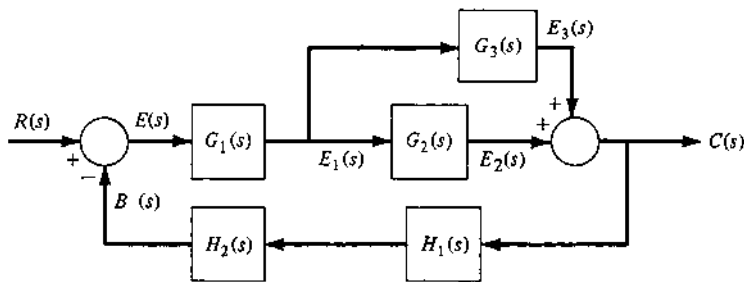 G₃(s)
E₃(s)
+
R(s)
+
E(s)
G₁(s)
E₁(s)
G₂(s)
+
E₂(s)
C(s)
−
B (s)
H₂(s)
H₁(s)